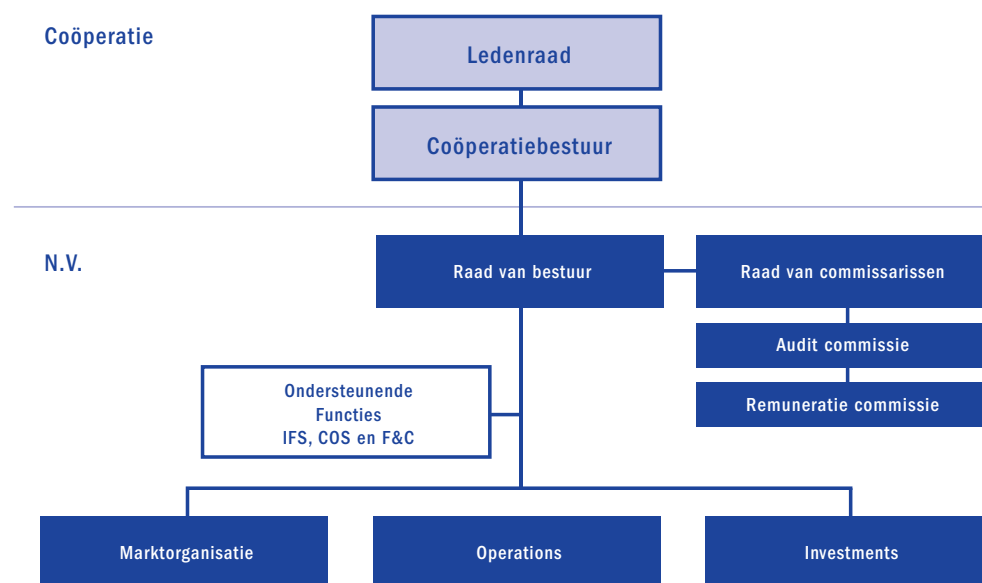 Coöperatie
Ledenraad
Coöperatiebestuur
N.V.
Raad van bestuur
Raad van commissarissen
Audit commissie
Remuneratie commissie
Ondersteunende
Functies
IFS, COS en F&C
Marktorganisatie
Operations
Investments